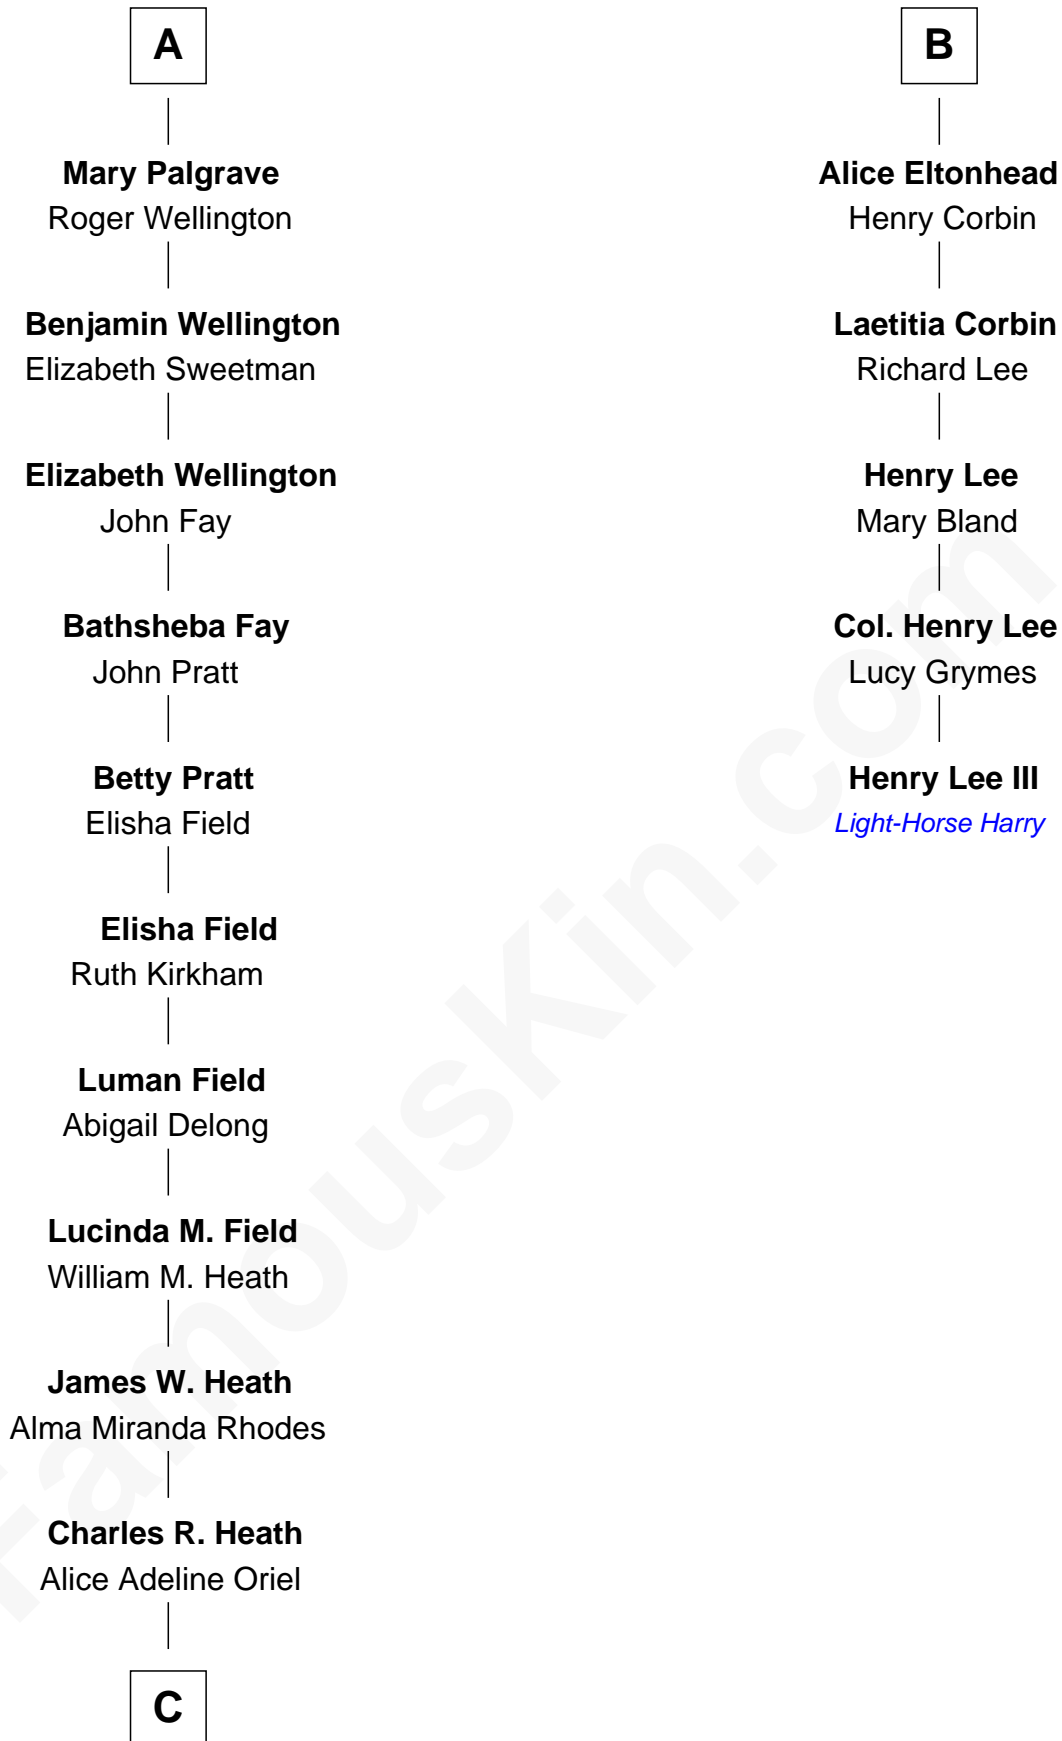 A
Mary Palgrave
Roger Wellington
Benjamin Wellington
Elizabeth Sweetman
Elizabeth Wellington
John Fay
Bathsheba Fay
John Pratt
Betty Pratt
Elisha Field
Elisha Field
Ruth Kirkham
Luman Field
Abigail Delong
Lucinda M. Field
William M. Heath
James W. Heath
Alma Miranda Rhodes
Charles R. Heath
Alice Adeline Oriel
C
B
Alice Eltonhead
Henry Corbin
Laetitia Corbin
Richard Lee
Henry Lee
Mary Bland
Col. Henry Lee
Lucy Grymes
Henry Lee III
Light-Horse Harry
FamousKin.com